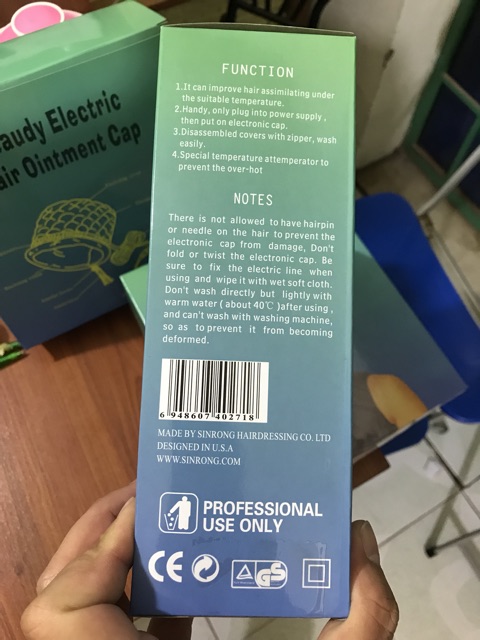 audy Electric
air Ointment Cap
FUNCTION
1.It can improve hair assimilating under
the suitable temperature.
2.Handy, only plug into power supply ,
then put on electronic cap.
3.Disassembled covers with zipper, wash
easily.
4.Special temperature attemperator to
prevent the over-hot
NOTES
There is not allowed to have hairpin
or needle on the hair to prevent the
electronic cap from damage, Don't
fold or twist the electronic cap. Be
sure to fix the electric line when
using and wipe it with wet soft cloth.
Don't wash directly but lightly with
warm water ( about 40℃ )after using ,
and can't wash with washing machine,
so as to prevent it from becoming
deformed.
6 948607 402718
MADE BY SINRONG HAIRDRESSING CO. LTD
DESIGNED IN U.S.A
WWW.SINRONG.COM
PROFESSIONAL
USE ONLY
CE
GS